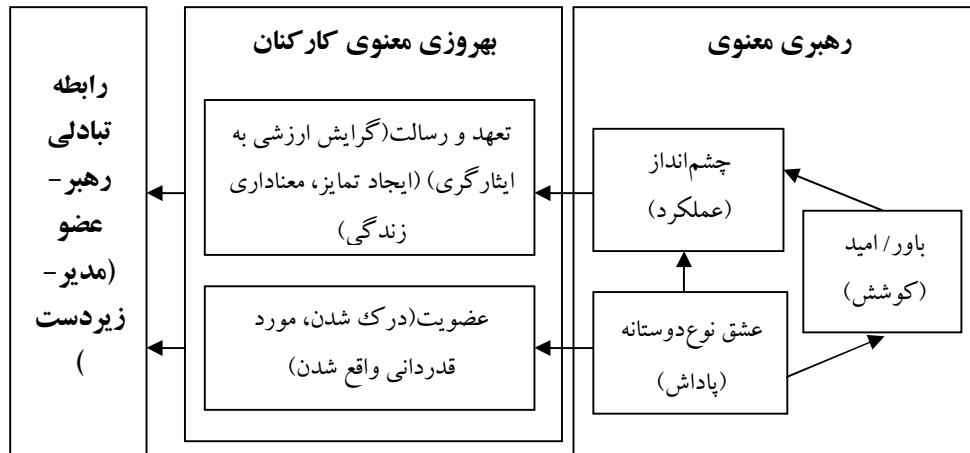 رهبری معنوی
چشم‌انداز
(عملکرد)
باور/ امید
(کوشش)
عشق نوع‌دوستانه
(پاداش)
بهروزی معنوی کارکنان
تعهد و رسالت(گرایش ارزشی به
ایثارگری) (ایجاد تمایز، معناداری
زندگی)
عضویت(درک شدن، مورد
قدردانی واقع شدن)
رابطه
تبادلی
رهبر-
عضو
(مدیر-
زیردست
)